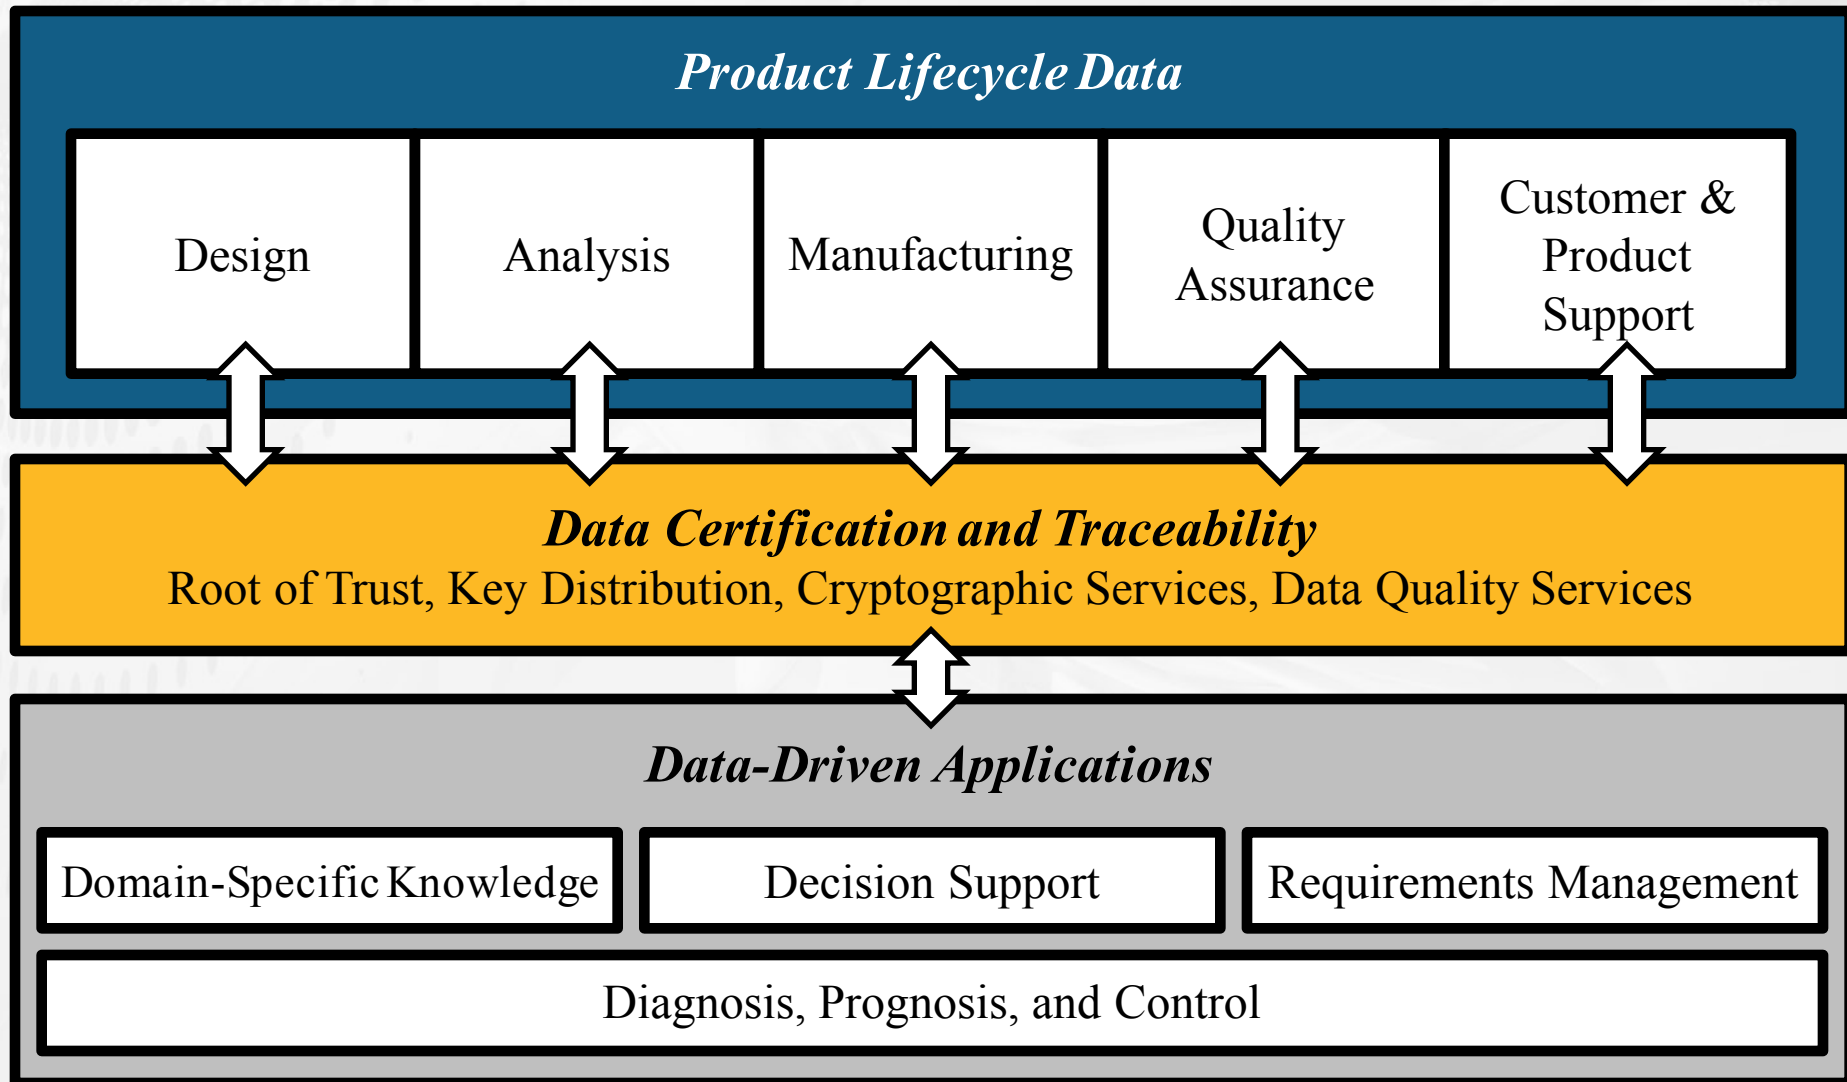 Product Lifecycle Data
Design
Analysis
Manufacturing
Quality
Assurance
Customer &
Product
Support
Data Certification and Traceability
Root of Trust, Key Distribution, Cryptographic Services, Data Quality Services
Data-Driven Applications
Domain-Specific Knowledge
Decision Support
Requirements Management
Diagnosis, Prognosis, and Control